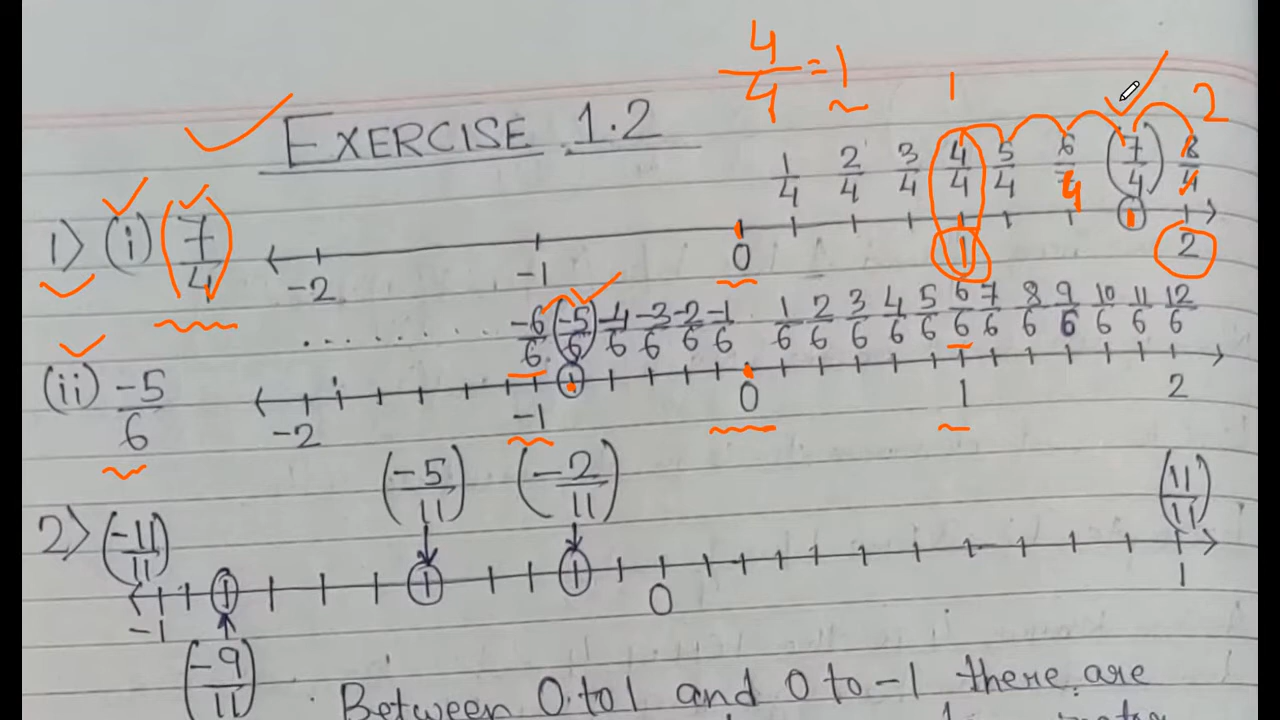 4/4 = 1
1 2
EXERCISE 1.2
1/4 2/4 3/4 4/4 5/4 6/4 (7/4) 8/4
1> (i) (7/4)
-2 -1 0 1 2
-6/6 (-5/6) -4/6 -3/6 -2/6 -1/6 1/6 2/6 3/6 4/6 5/6 6/6 7/6 8/6 9/6 10/6 11/6 12/6
(ii) -5/6
-2 -1 0 1 2
(-5/11) (-2/11) (11/11)
2> (-11/11)
-1 0 1
(-9/11)
Between 0 to 1 and 0 to -1 there are